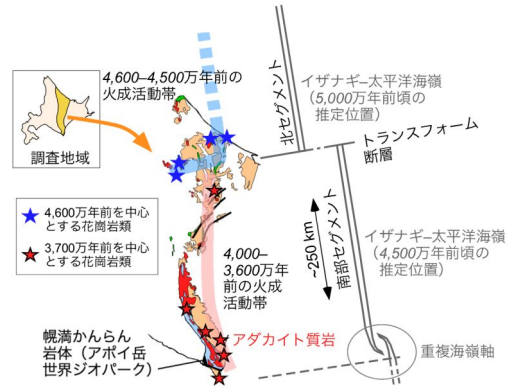 4,600–4,500万年前の
火成活動帯
調査地域
4,600万年前を中心
とする花崗岩類
3,700万年前を中心
とする花崗岩類
4,000–
3,600万年
前の火成
活動帯
アダカイト質岩
幌満かんらん
岩体（アポイ岳
世界ジオパーク）
北セグメント
イザナギ–太平洋海嶺
（5,000万年前頃の
推定位置）
トランスフォーム
断層
~250 km
南部セグメント
イザナギ–太平洋海嶺
（4,500万年前頃の
推定位置）
重複海嶺軸